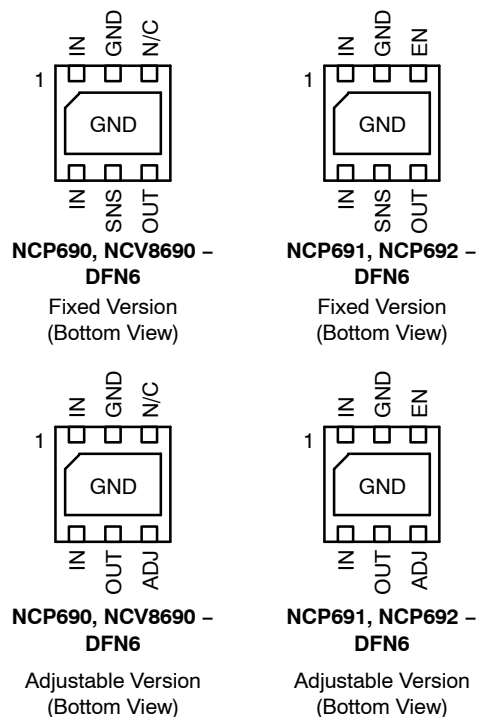 IN GND N/C
1
GND
IN SNS OUT
NCP690, NCV8690 –
DFN6
Fixed Version
(Bottom View)
IN GND EN
1
GND
IN SNS OUT
NCP691, NCP692 –
DFN6
Fixed Version
(Bottom View)
IN GND N/C
1
GND
IN OUT ADJ
NCP690, NCV8690 –
DFN6
Adjustable Version
(Bottom View)
IN GND EN
1
GND
IN OUT ADJ
NCP691, NCP692 –
DFN6
Adjustable Version
(Bottom View)